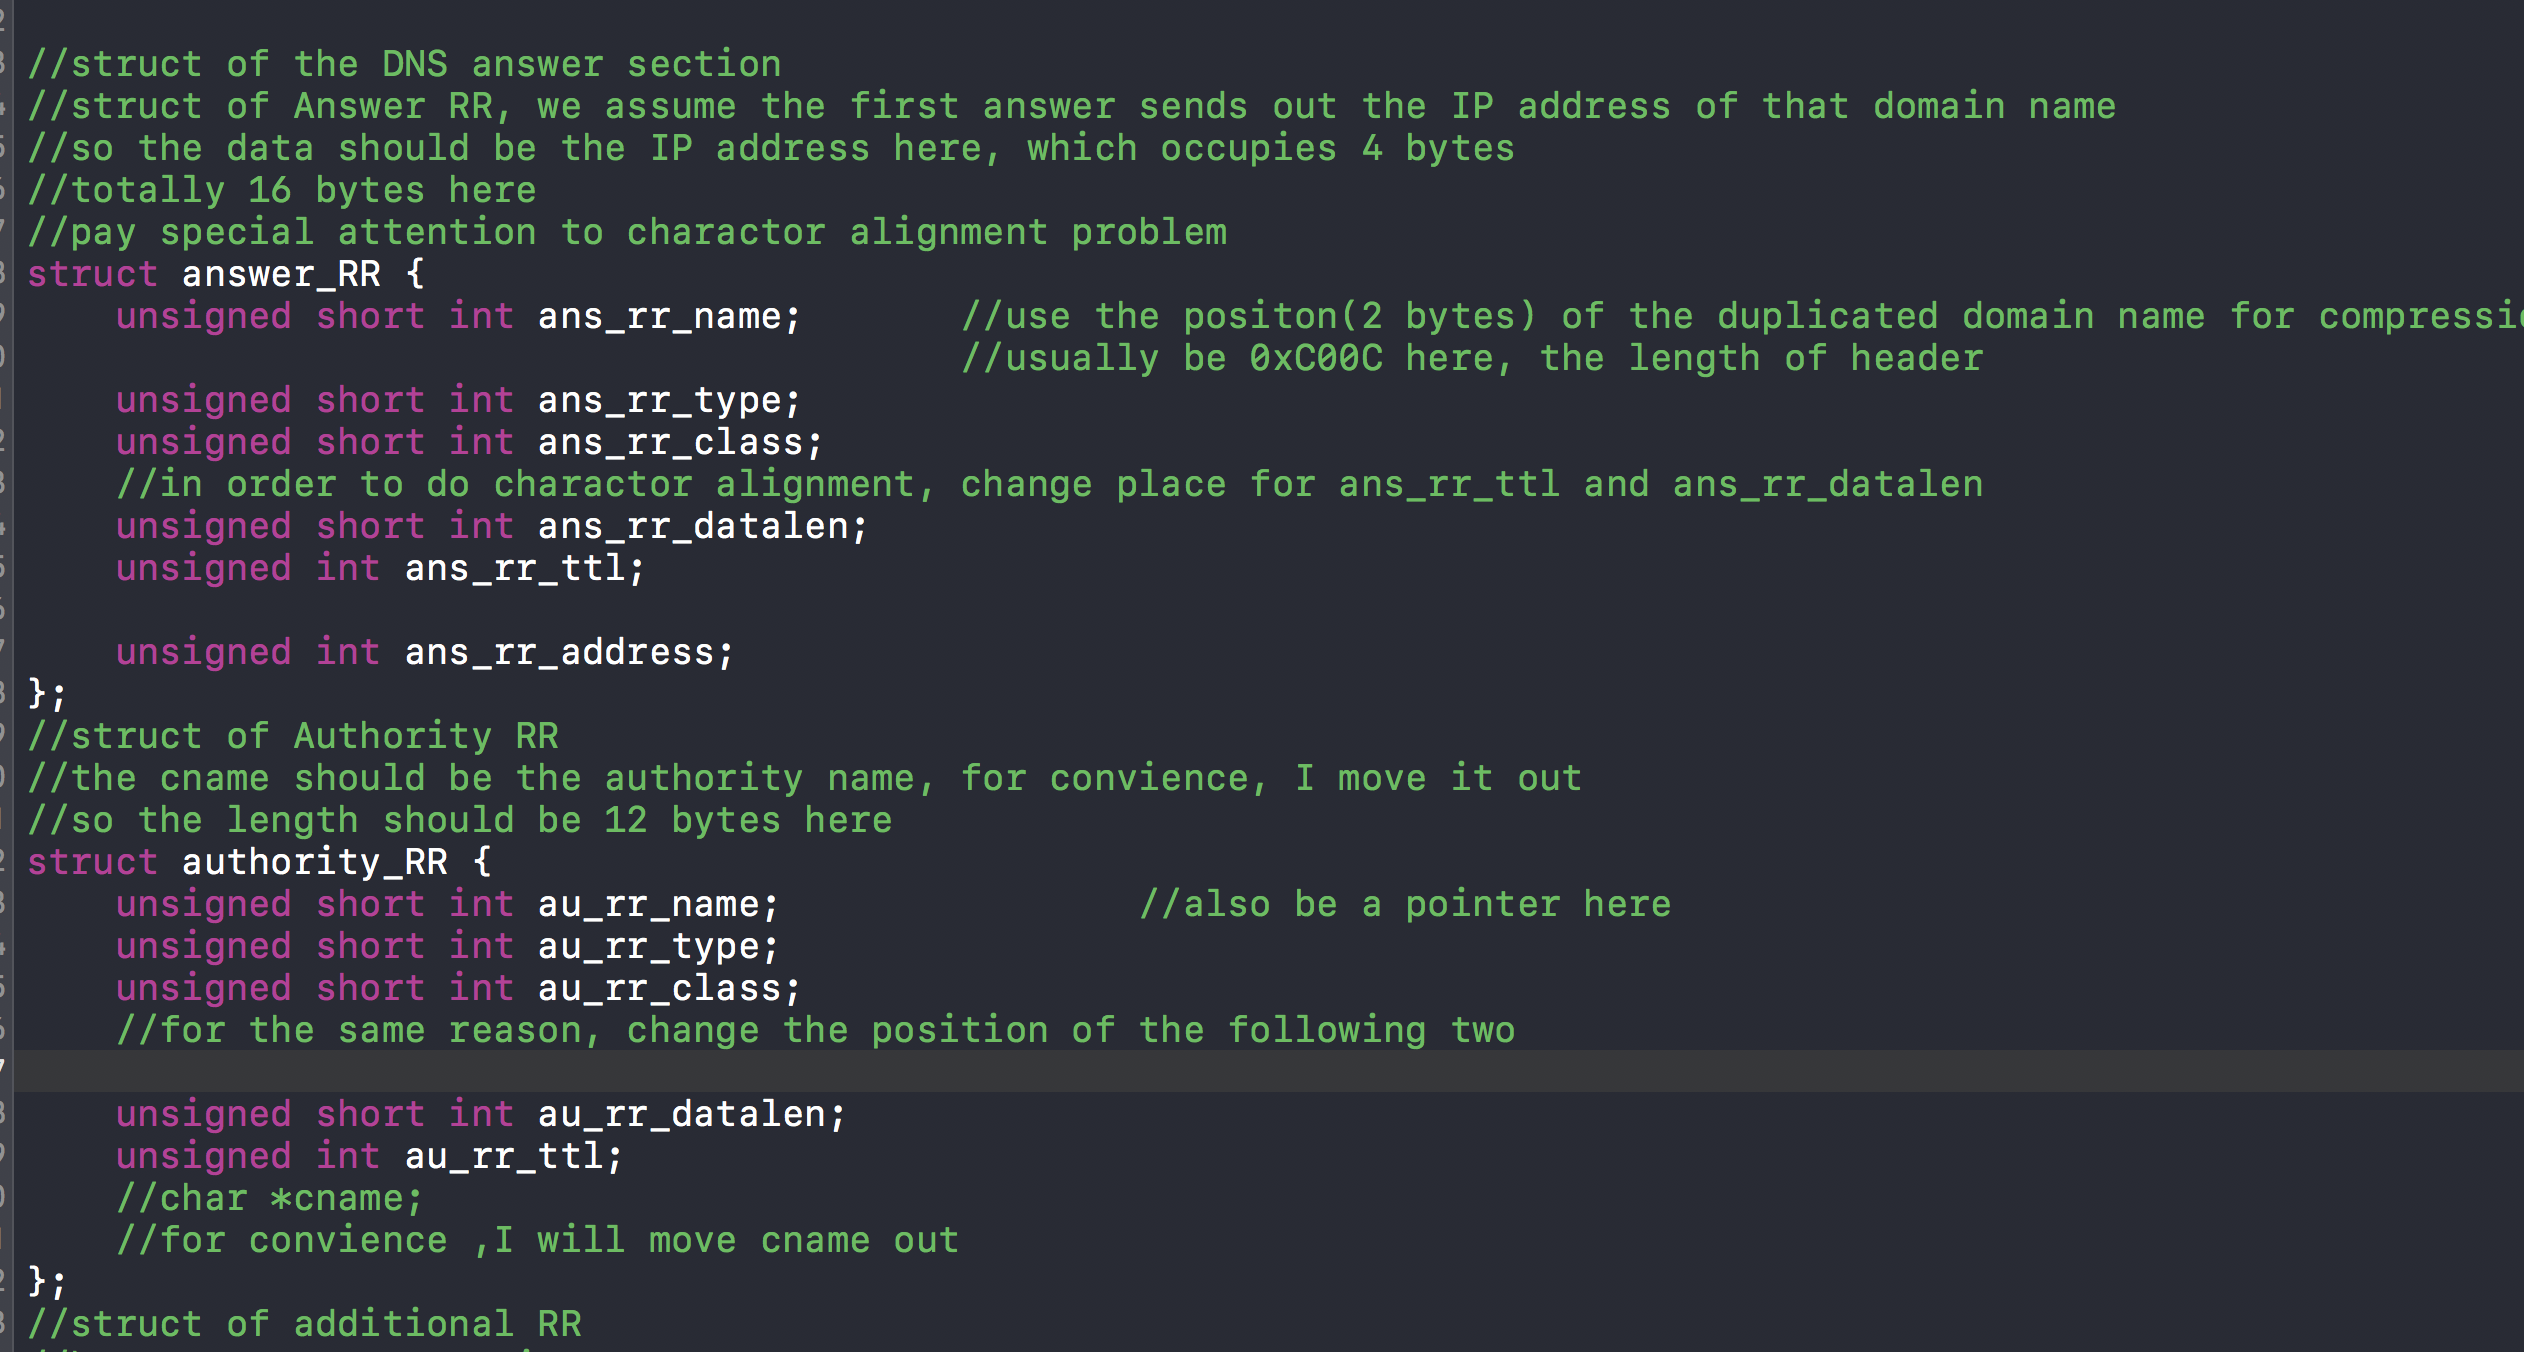 //struct of the DNS answer section
//struct of Answer RR, we assume the first answer sends out the IP address of that domain name
//so the data should be the IP address here, which occupies 4 bytes
//totally 16 bytes here
//pay special attention to charactor alignment problem
struct answer_RR {
    unsigned short int ans_rr_name;       //use the positon(2 bytes) of the duplicated domain name for
                                          //usually be 0xC00C here, the length of header
    unsigned short int ans_rr_type;
    unsigned short int ans_rr_class;
    //in order to do charactor alignment, change place for ans_rr_ttl and ans_rr_datalen
    unsigned short int ans_rr_datalen;
    unsigned int ans_rr_ttl;
    unsigned int ans_rr_address;
};
//struct of Authority RR
//the cname should be the authority name, for convience, I move it out
//so the length should be 12 bytes here
struct authority_RR {
    unsigned short int au_rr_name;                //also be a pointer here
    unsigned short int au_rr_type;
    unsigned short int au_rr_class;
    //for the same reason, change the position of the following two
    unsigned short int au_rr_datalen;
    unsigned int au_rr_ttl;
    //char *cname;
    //for convience ,I will move cname out
};
//struct of additional RR